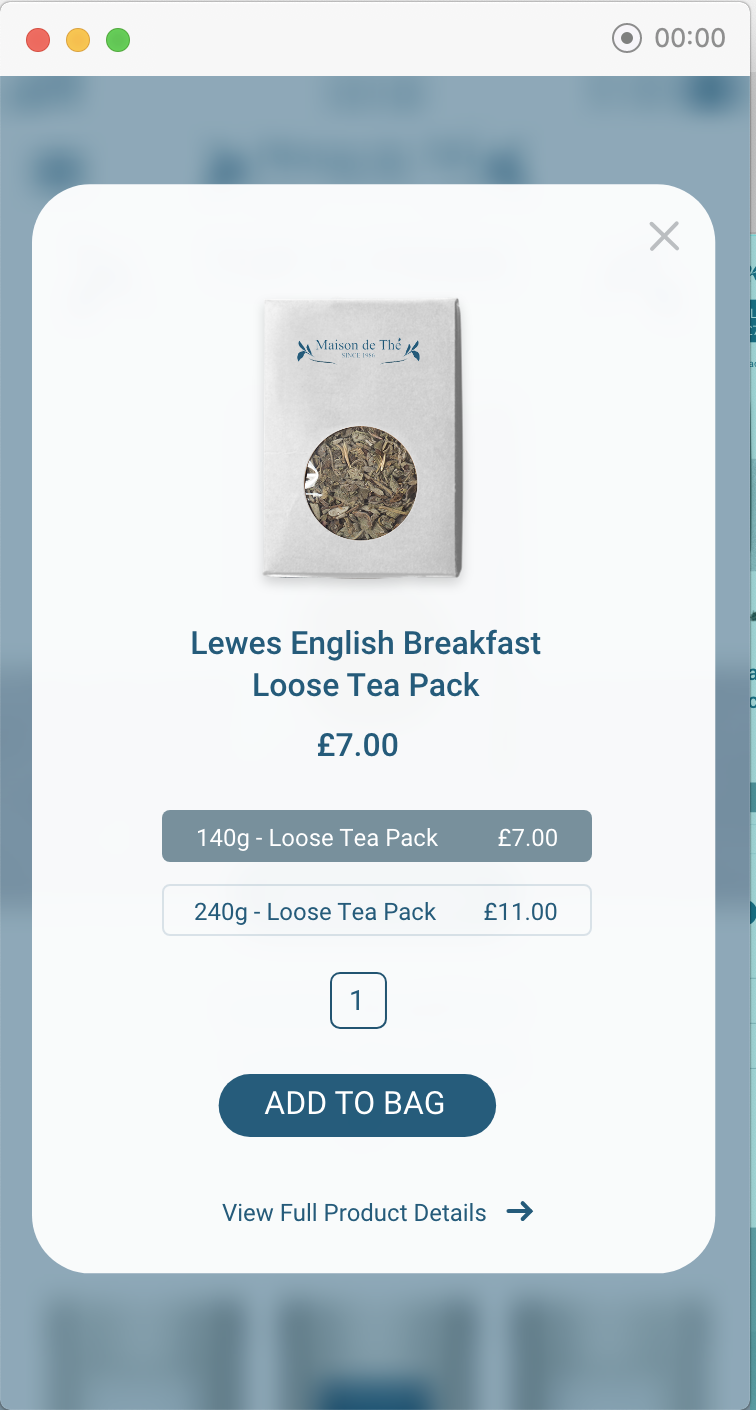 00:00
Maison de Thé
SINCE 1986
Lewes English Breakfast
Loose Tea Pack
£7.00
140g - Loose Tea Pack £7.00
240g - Loose Tea Pack £11.00
1
ADD TO BAG
View Full Product Details